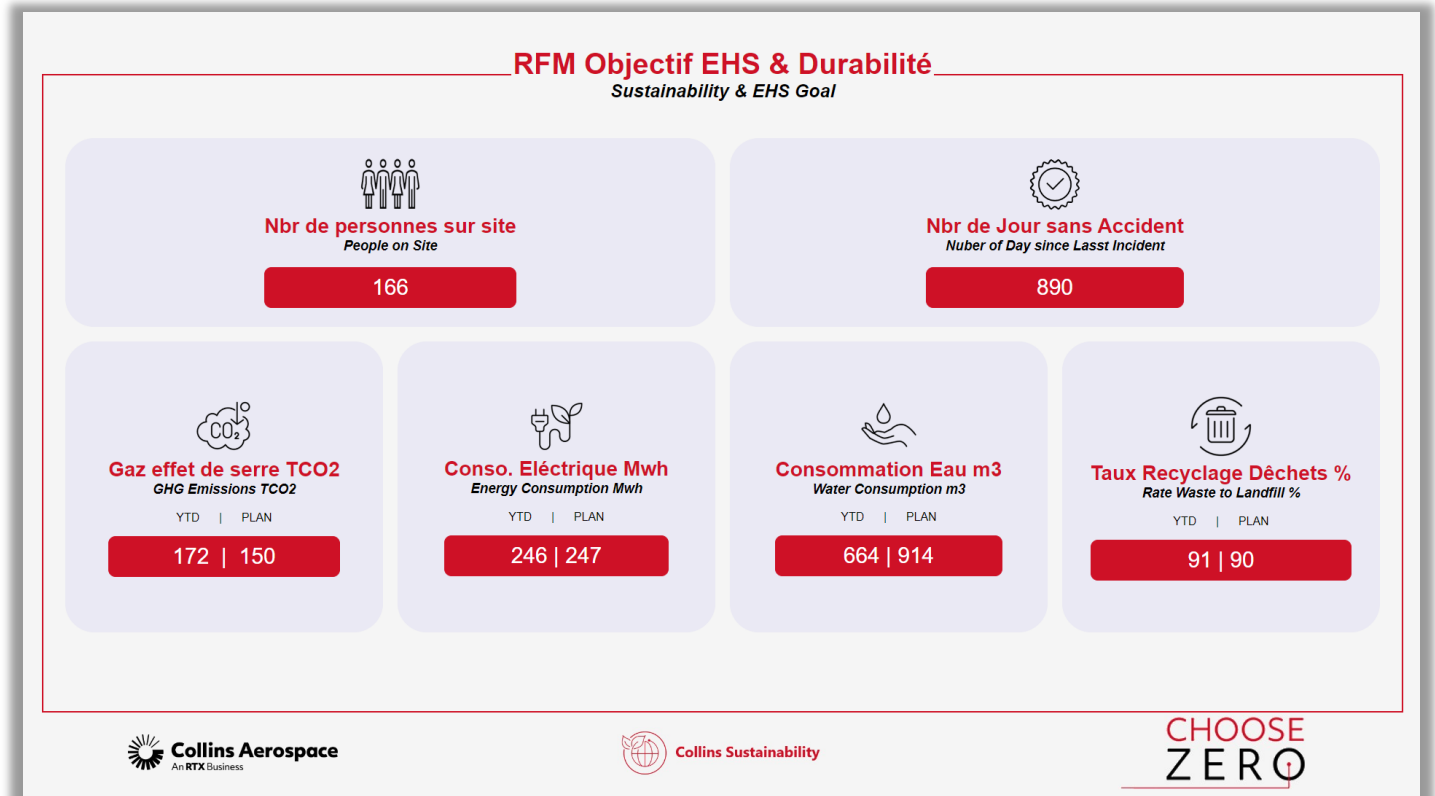 RFM Objectif EHS & Durabilité
Sustainability & EHS Goal
Nbr de personnes sur site
People on Site
166
Nbr de Jour sans Accident
Nuber of Day since Lasst Incident
890
CO2
Gaz effet de serre TCO2
GHG Emissions TCO2
YTD | PLAN
172 | 150
Conso. Eléctrique Mwh
Energy Consumption Mwh
YTD | PLAN
246 | 247
Consommation Eau m3
Water Consumption m3
YTD | PLAN
664 | 914
Taux Recyclage Dêchets %
Rate Waste to Landfill %
YTD | PLAN
91 | 90
Collins Aerospace
An RTX Business
Collins Sustainability
CHOOSE
ZERO